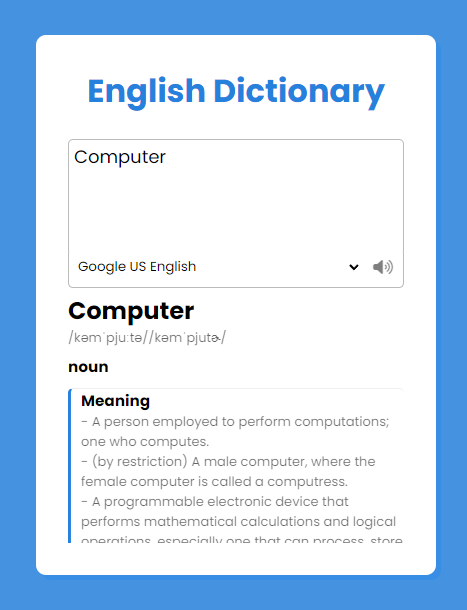 English Dictionary
Computer
Google US English
Computer
/kəmˈpjuːtə//kəmˈpjutɚ/
noun
Meaning
- A person employed to perform computations;
one who computes.
- (by restriction) A male computer, where the
female computer is called a computress.
- A programmable electronic device that
performs mathematical calculations and logical
operations, especially one that can process, store